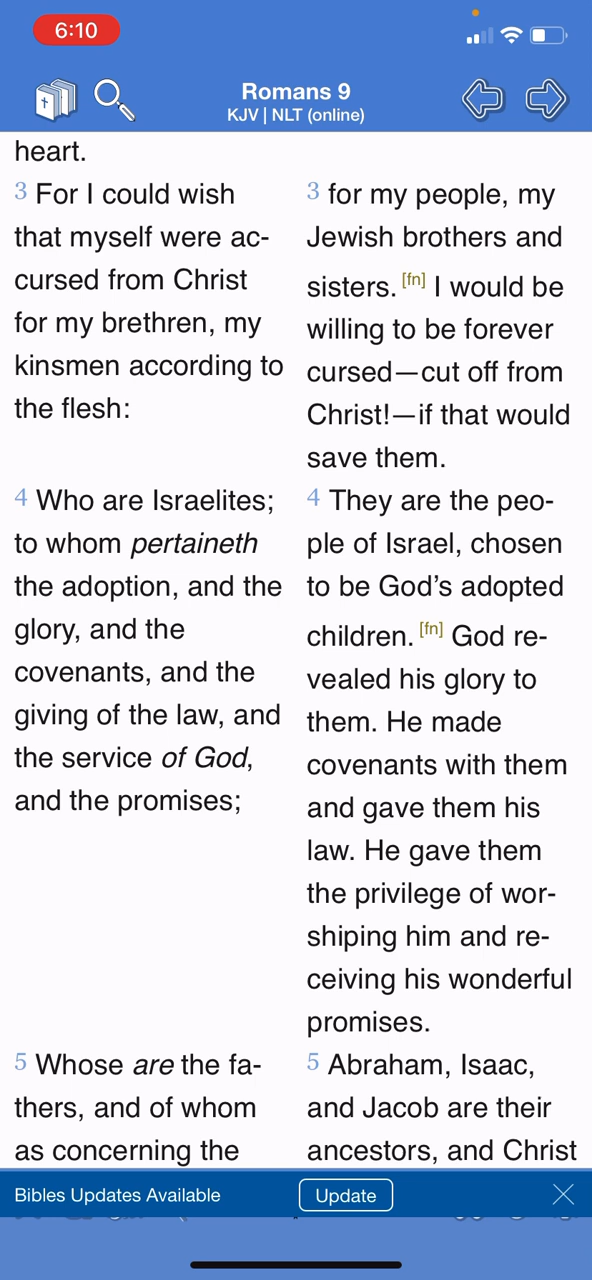 6:10
Romans 9
KJV | NLT (online)
heart.
3 For I could wish
that myself were ac-
cursed from Christ
for my brethren, my
kinsmen according to
the flesh:
4 Who are Israelites;
to whom pertaineth
the adoption, and the
glory, and the
covenants, and the
giving of the law, and
the service of God,
and the promises;
5 Whose are the fa-
thers, and of whom
as concerning the
3 for my people, my
Jewish brothers and
sisters. [fn] I would be
willing to be forever
cursed—cut off from
Christ!—if that would
save them.
4 They are the peo-
ple of Israel, chosen
to be God’s adopted
children. [fn] God re-
vealed his glory to
them. He made
covenants with them
and gave them his
law. He gave them
the privilege of wor-
shiping him and re-
ceiving his wonderful
promises.
5 Abraham, Isaac,
and Jacob are their
ancestors, and Christ
Bibles Updates Available
Update